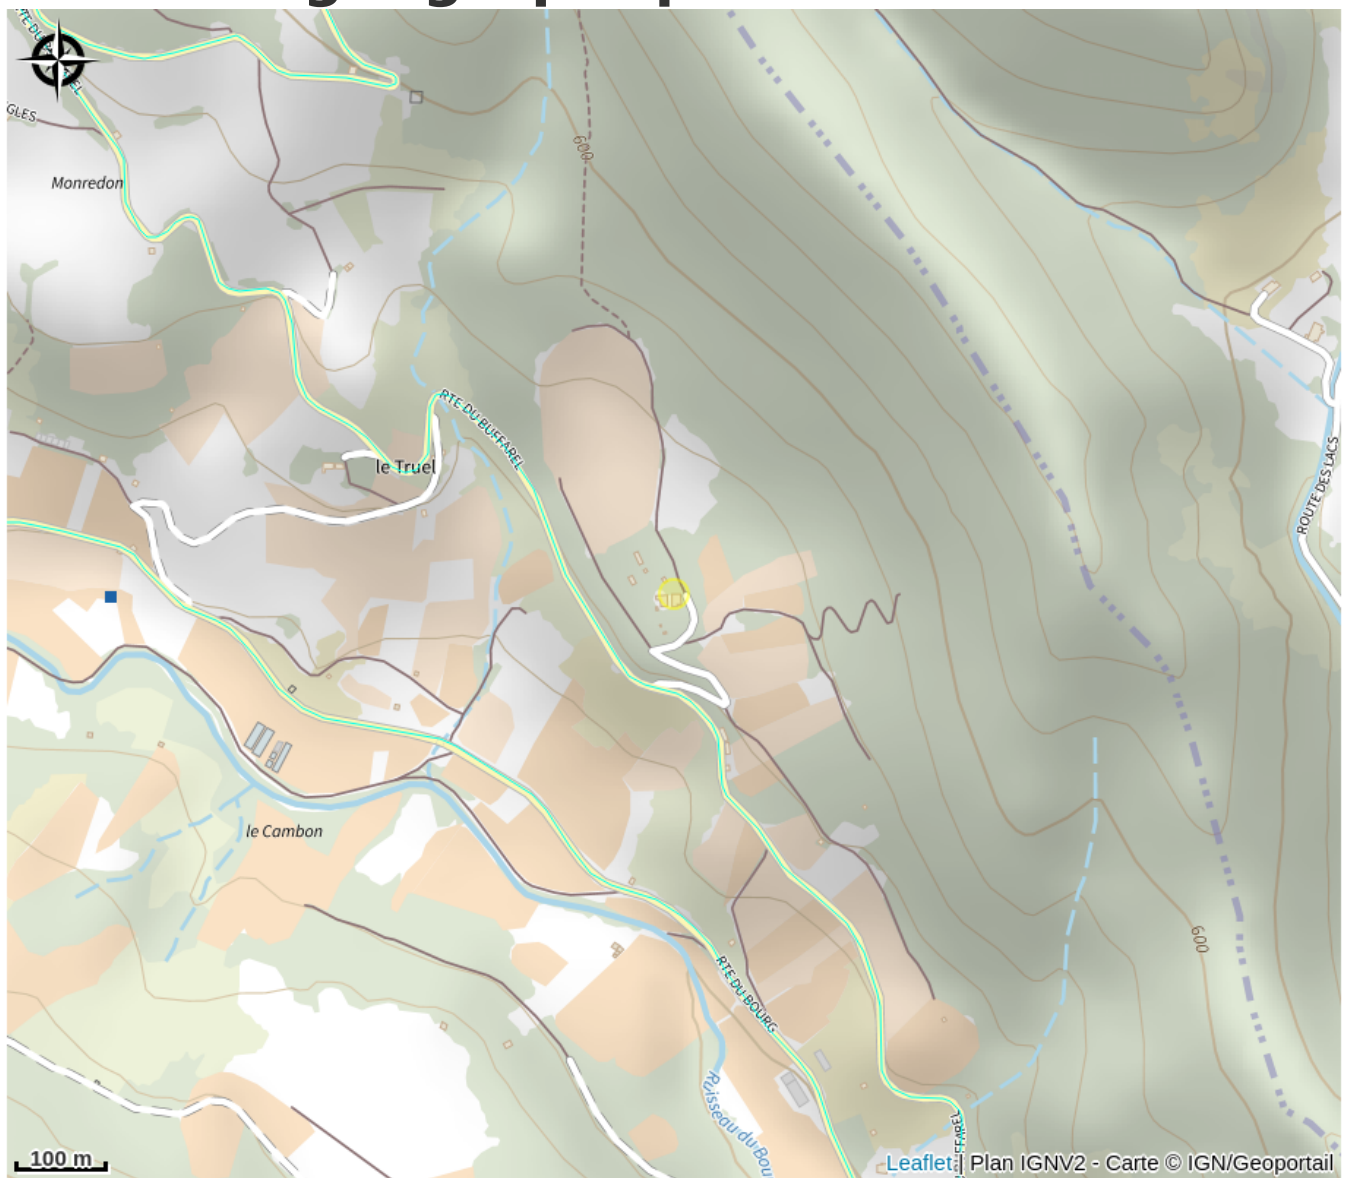 GLES
Monredon
600
RTE DU BUFFAREL
le Truel
ROUTE DES LACS
le Cambon
600
RTE DU BOURG
Ruisseau du Bou
100 m
Leaflet | Plan IGNV2 - Carte © IGN/Geoportail